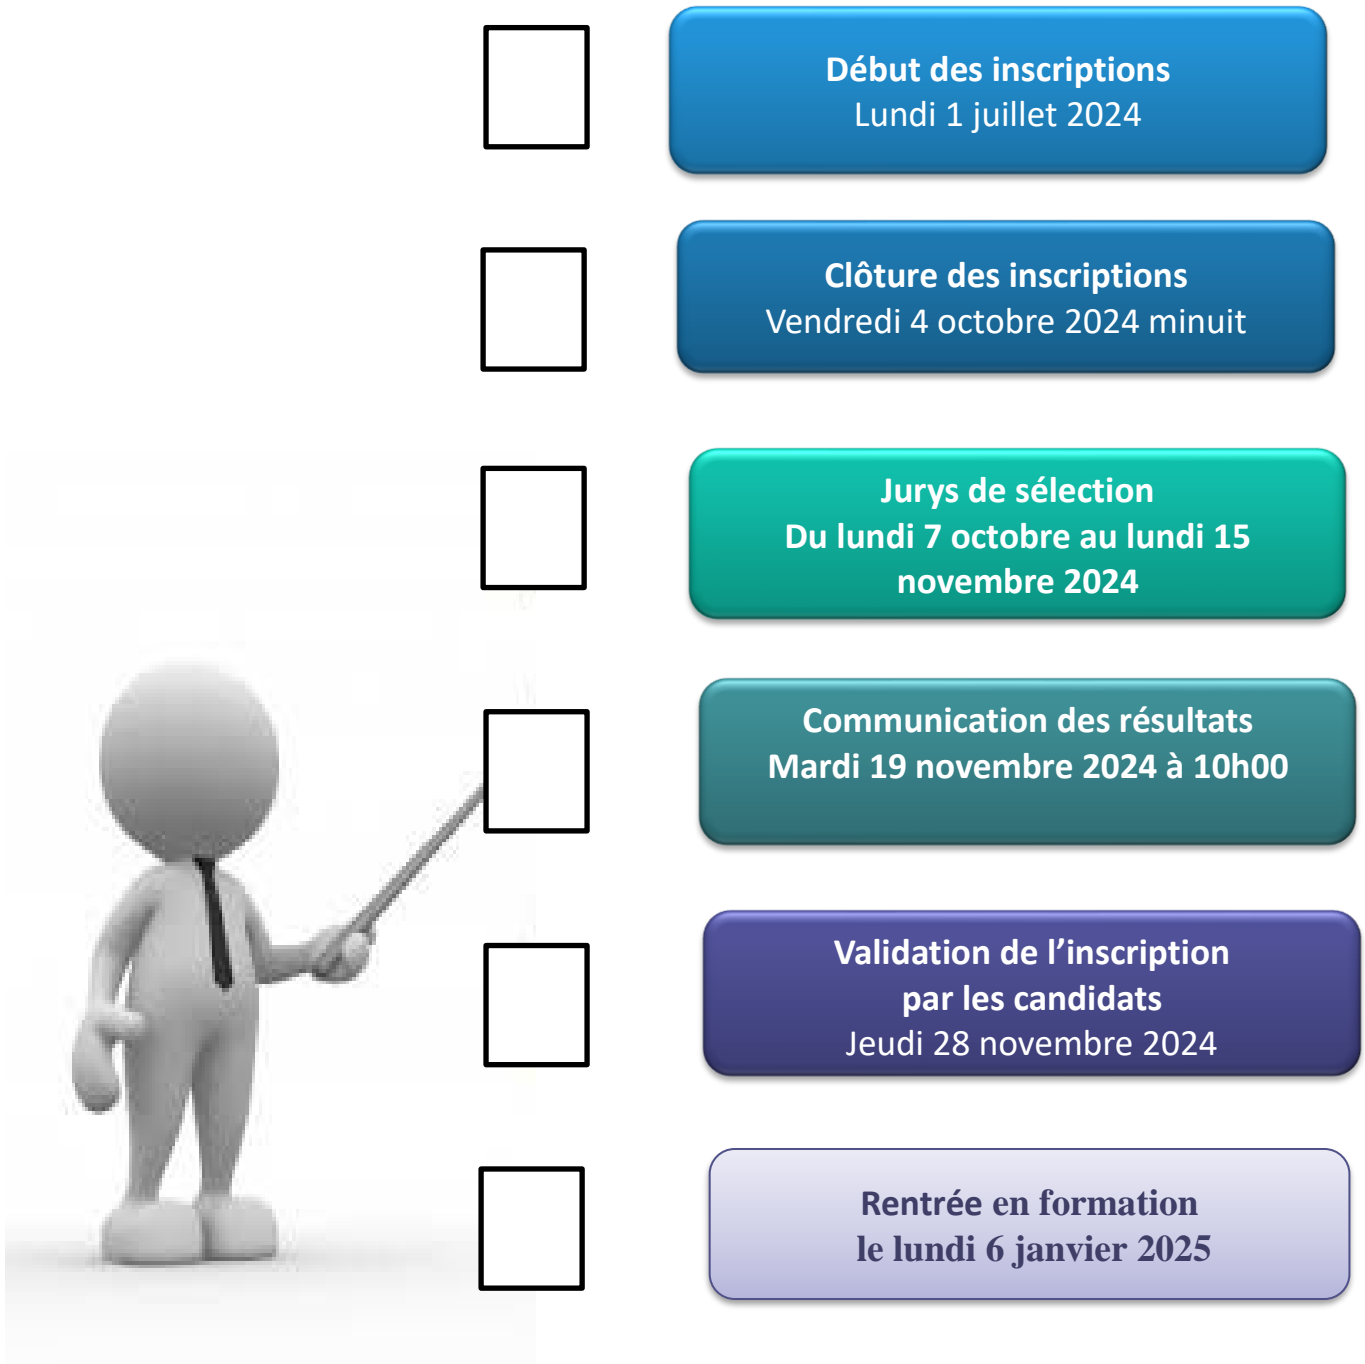 Début des inscriptions
Lundi 1 juillet 2024
Clôture des inscriptions
Vendredi 4 octobre 2024 minuit
Jurys de sélection
Du lundi 7 octobre au lundi 15
novembre 2024
Communication des résultats
Mardi 19 novembre 2024 à 10h00
Validation de l’inscription
par les candidats
Jeudi 28 novembre 2024
Rentrée en formation
le lundi 6 janvier 2025